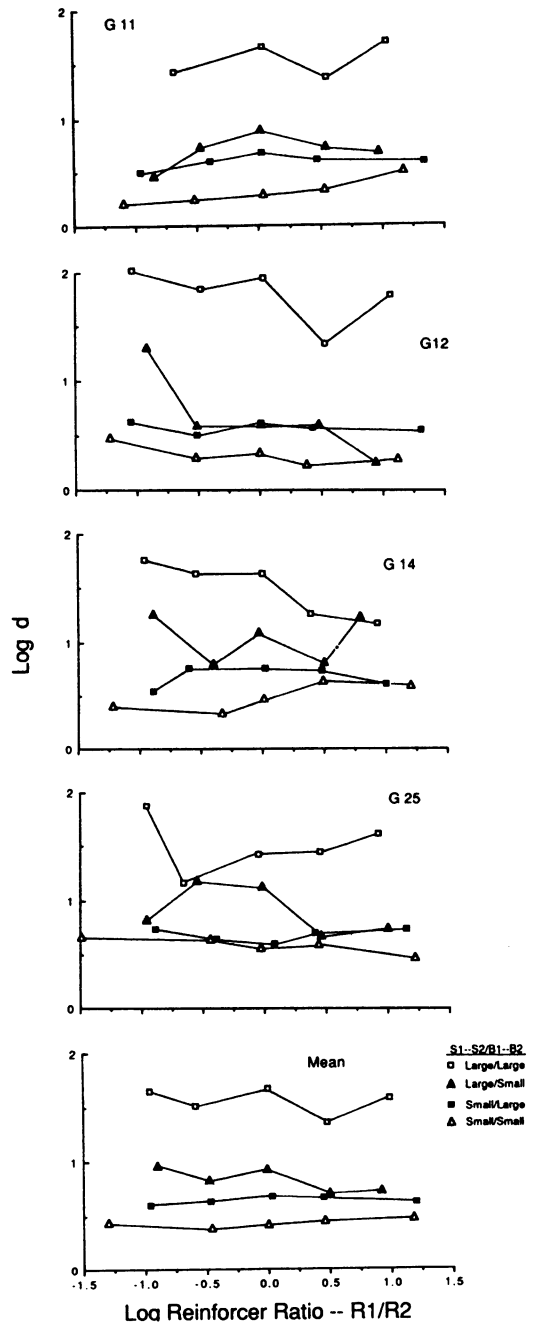 2
G 11
1
0
2
G12
1
0
2
G 14
1
0
Log d
2
G 25
1
0
2
Mean
S1--S2/B1--B2
Large/Large
Large/Small
Small/Large
Small/Small
1
0
-1.5 -1.0 -0.5 0.0 0.5 1.0 1.5
Log Reinforcer Ratio -- R1/R2